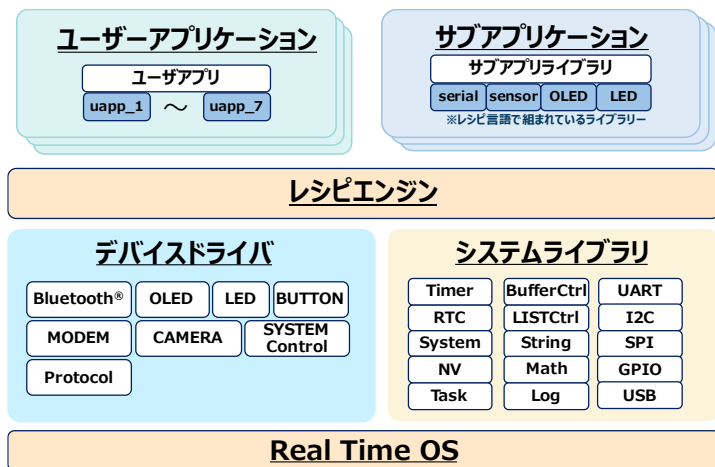 ユーザーアプリケーション
ユーザアプリ
uapp_1 ～ uapp_7
サブアプリケーション
サブアプリライブラリ
serial sensor OLED LED
※レシピ言語で組まれているライブラリー
レシピエンジン
デバイスドライバ
Bluetooth® OLED LED BUTTON
MODEM CAMERA SYSTEM Control
Protocol
システムライブラリ
Timer BufferCtrl UART
RTC LISTCtrl I2C
System String SPI
NV Math GPIO
Task Log USB
Real Time OS